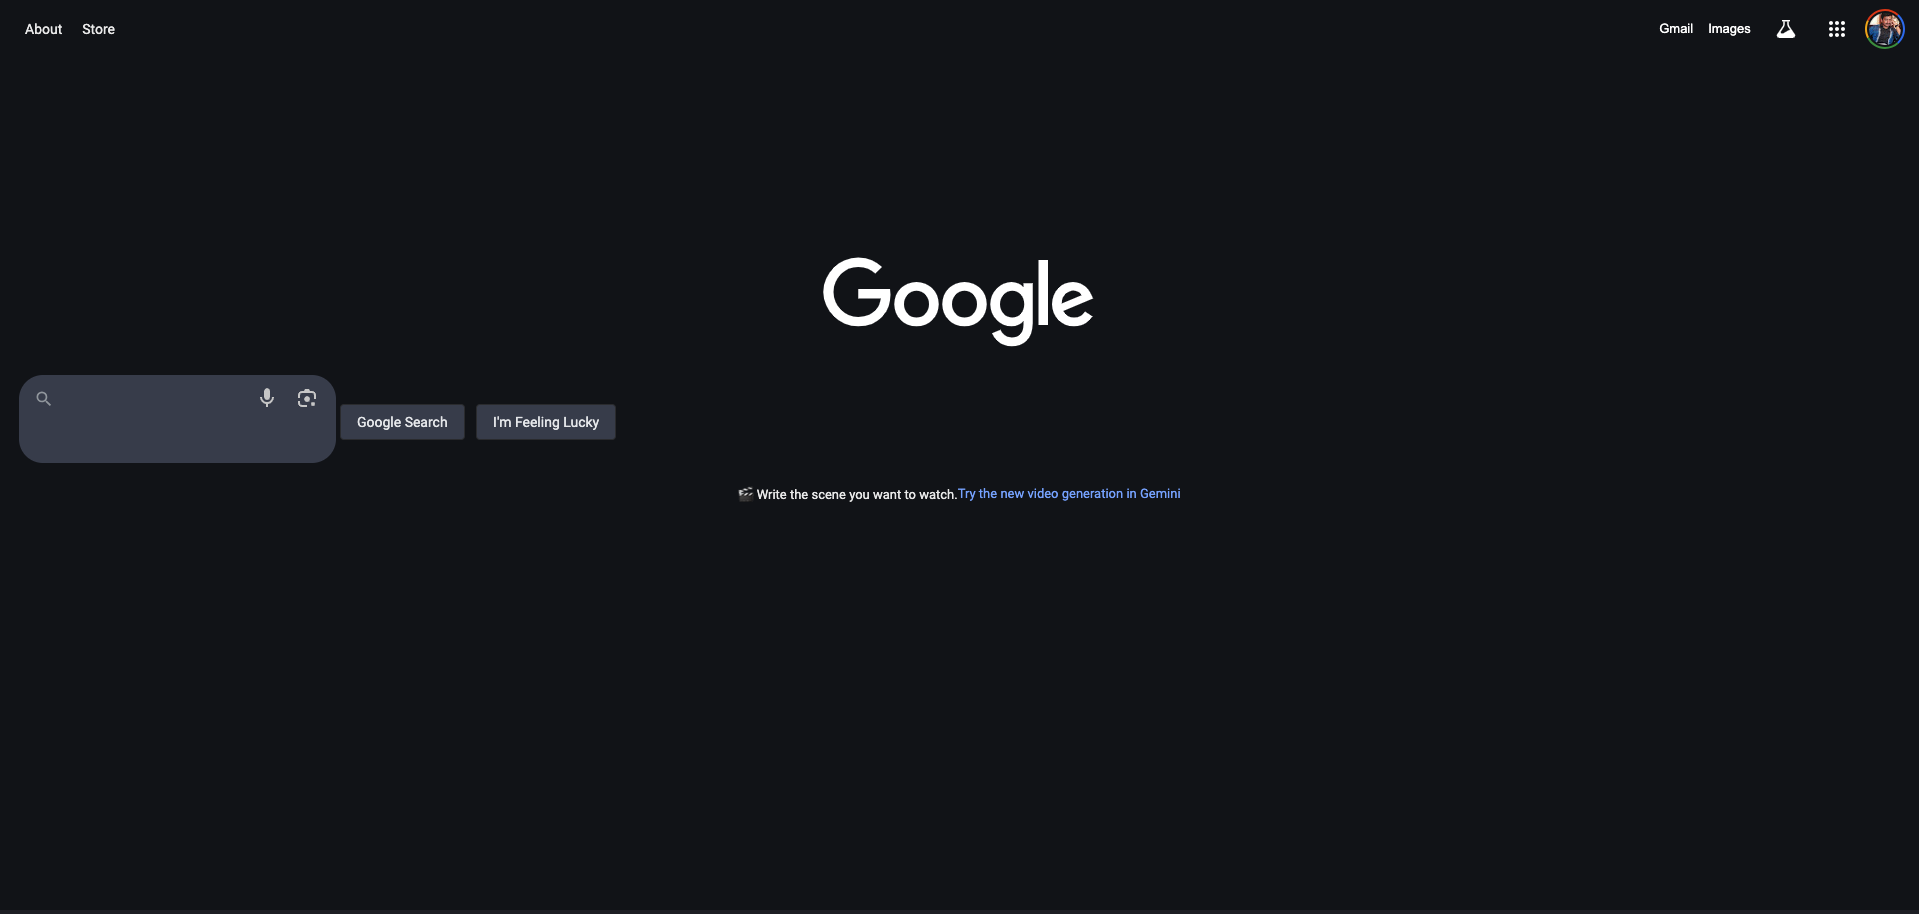 About Store
Gmail Images
Google
Google Search I'm Feeling Lucky
Write the scene you want to watch.Try the new video generation in Gemini